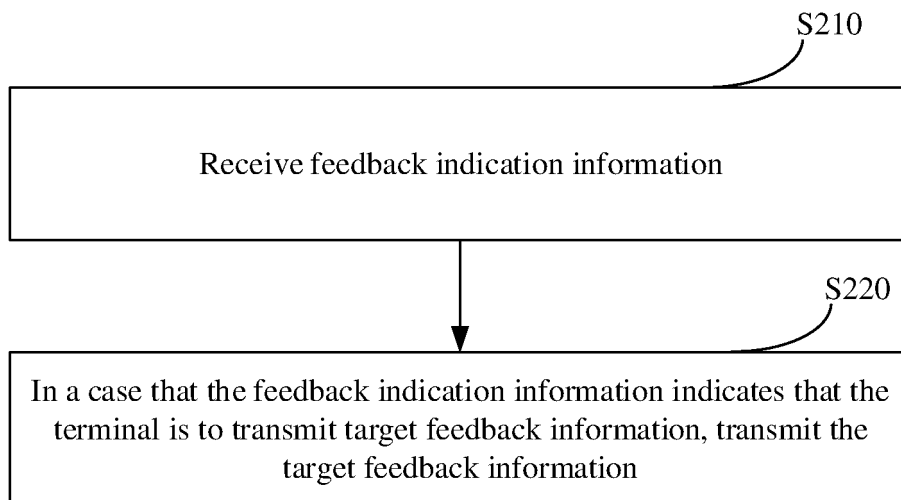 S210
Receive feedback indication information
S220
In a case that the feedback indication information indicates that the
terminal is to transmit target feedback information, transmit the
target feedback information